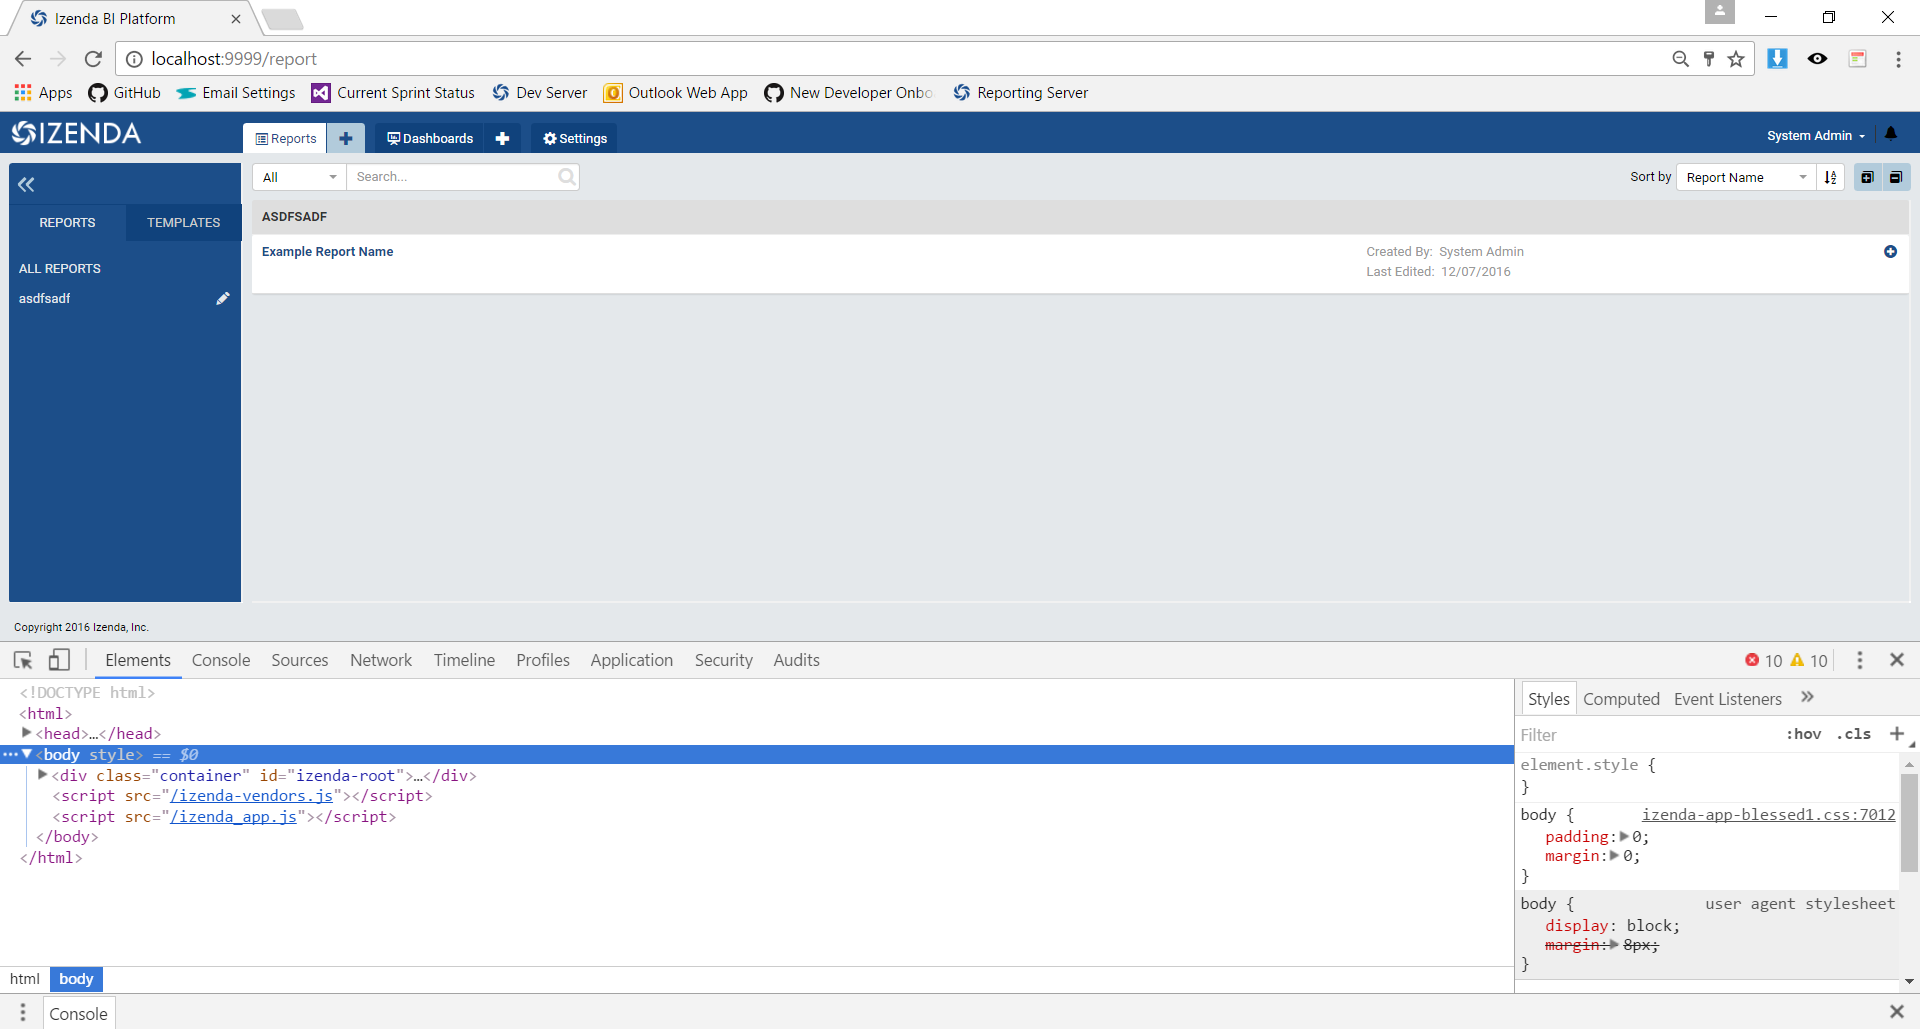 Izenda BI Platform
localhost:9999/report
Apps GitHub Email Settings Current Sprint Status Dev Server Outlook Web App New Developer Onbo Reporting Server
IZENDA Reports Dashboards Settings System Admin
All Search... Sort by Report Name
REPORTS TEMPLATES
ASDFSADF
Example Report Name Created By: System Admin
Last Edited: 12/07/2016
ALL REPORTS
asdfsadf
Copyright 2016 Izenda, Inc.
Elements Console Sources Network Timeline Profiles Application Security Audits 10 10
<!DOCTYPE html>
<html>
<head>…</head>
<body style> == $0
<div class="container" id="izenda-root">…</div>
<script src="/izenda-vendors.js"></script>
<script src="/izenda_app.js"></script>
</body>
</html>
Styles Computed Event Listeners
Filter :hov .cls
element.style {
}
body { izenda-app-blessed1.css:7012
padding: 0;
margin: 0;
}
body { user agent stylesheet
display: block;
margin: 8px;
}
html body
Console